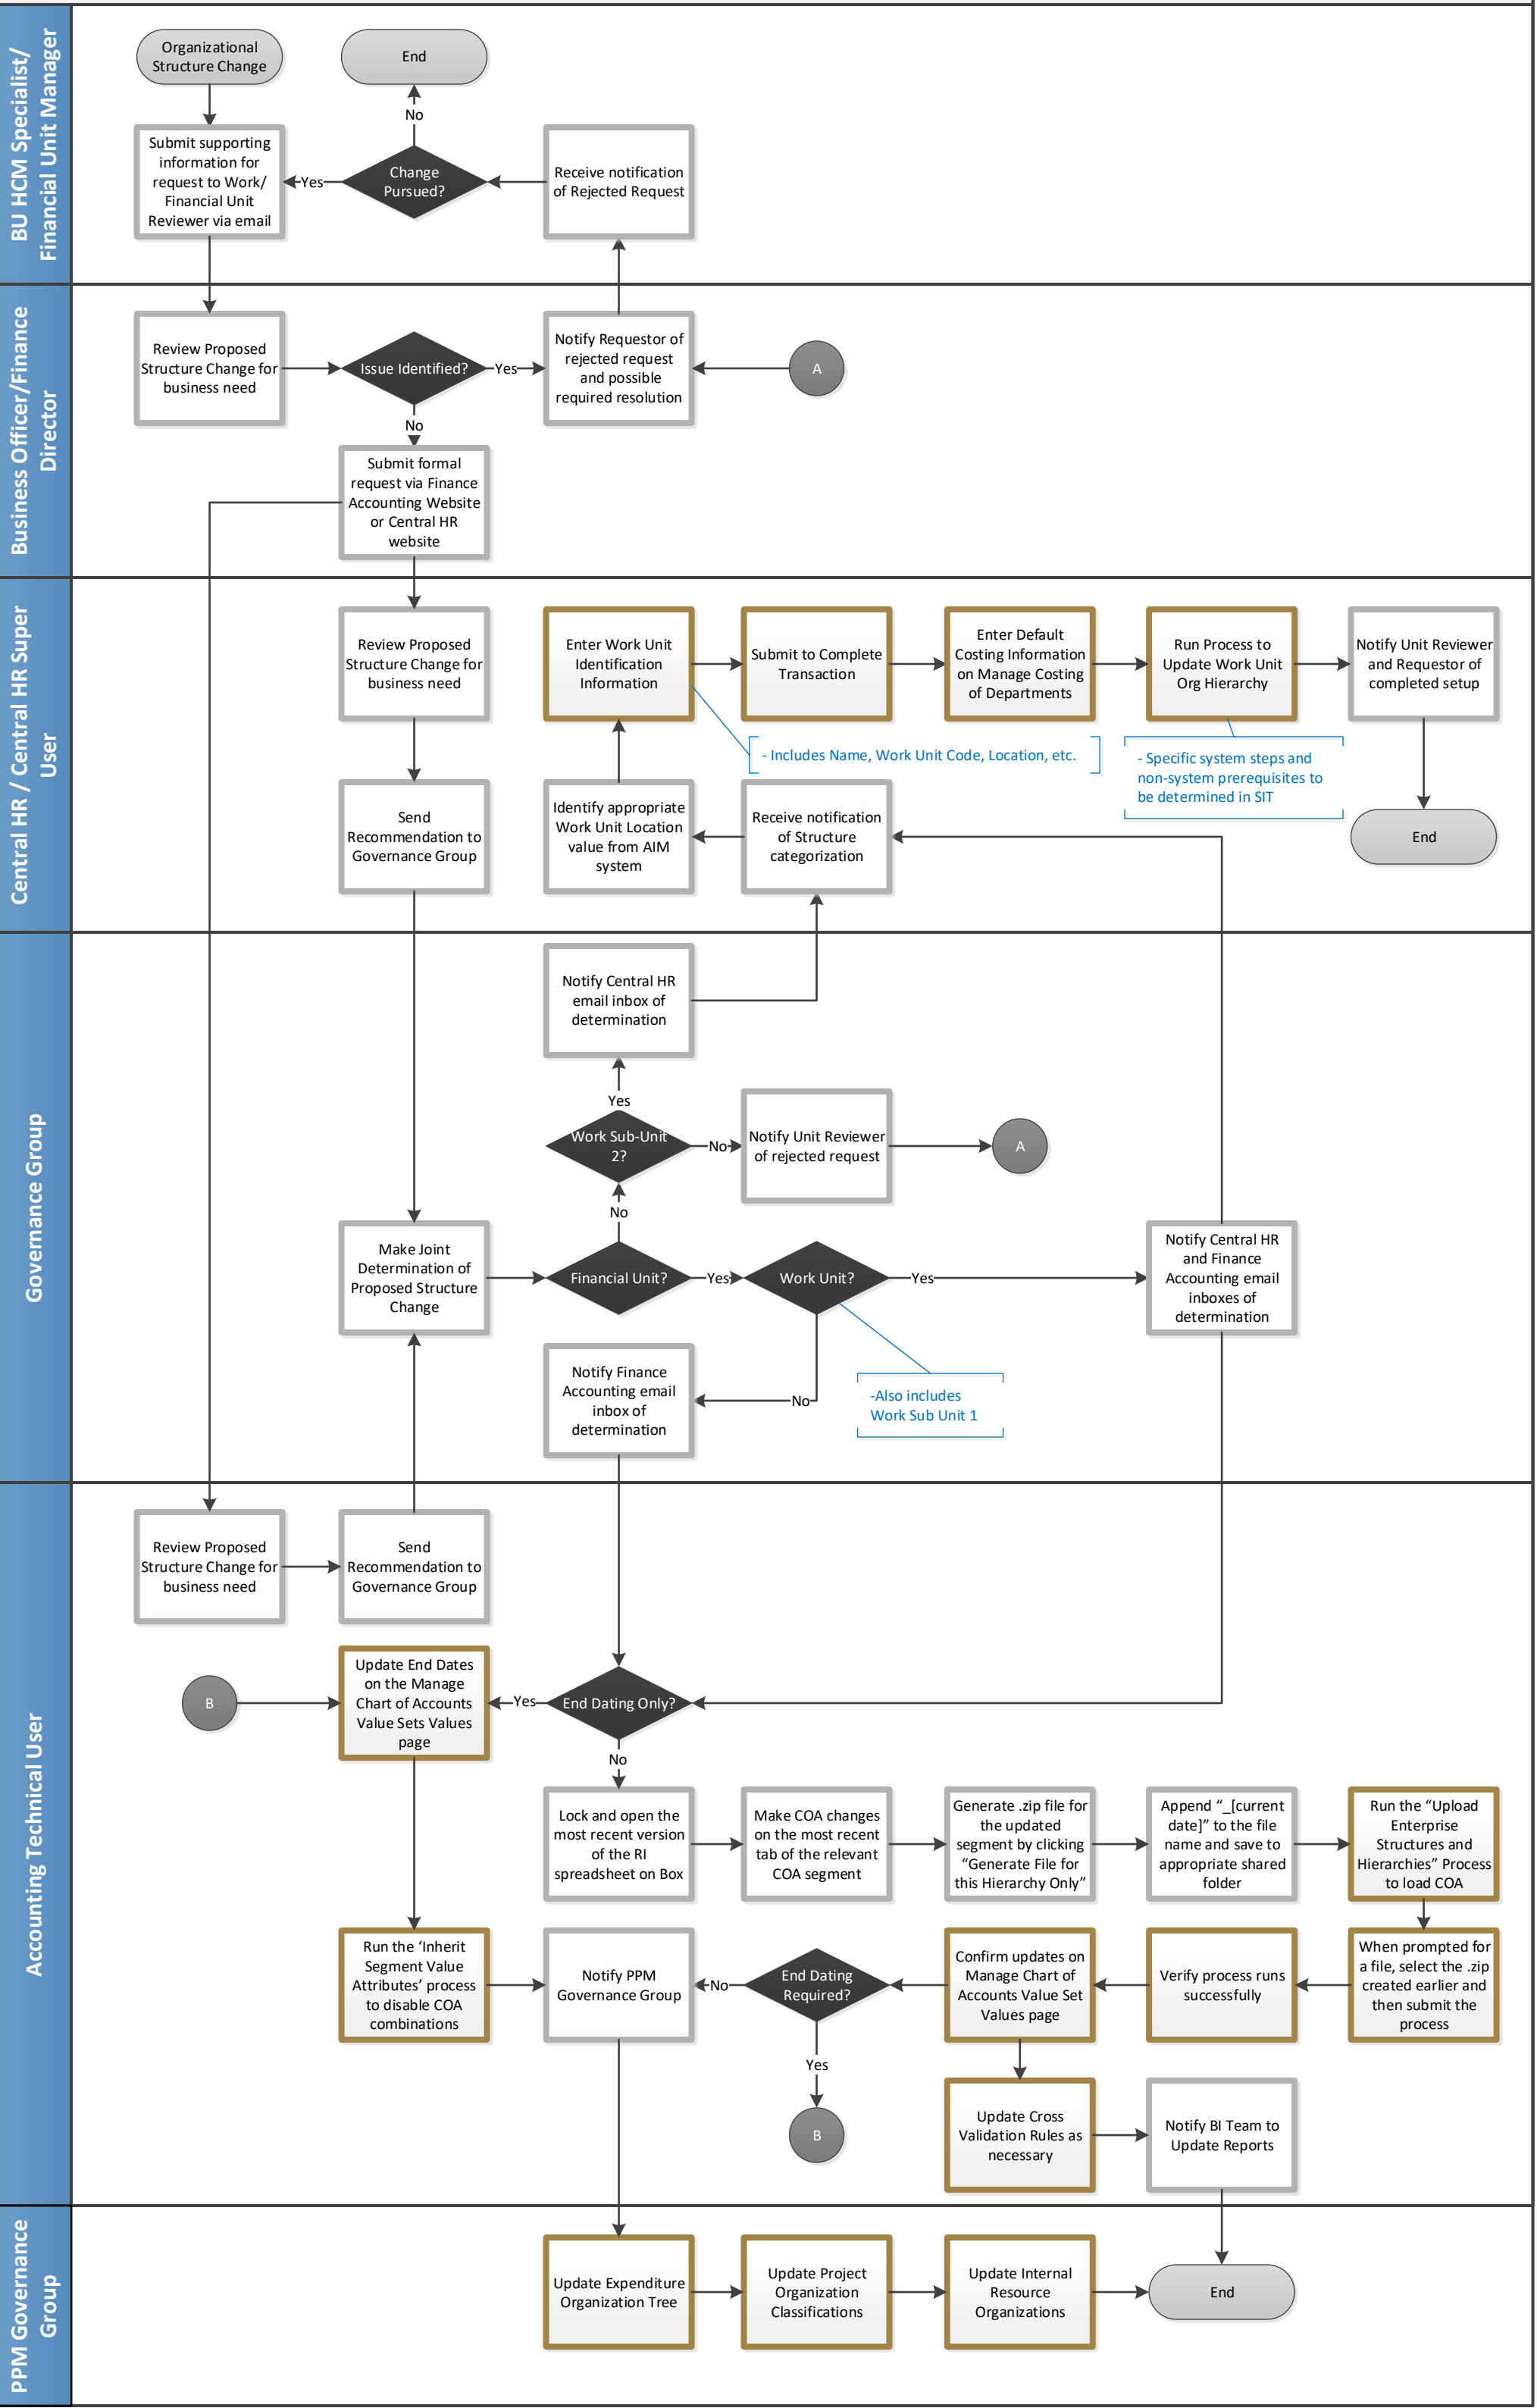 BU HCM Specialist/
Financial Unit Manager
Organizational
Structure Change
End
No
Submit supporting
information for
request to Work/
Financial Unit
Reviewer via email
Yes
Change
Pursued?
Receive notification
of Rejected Request
Business Officer/Finance
Director
Review Proposed
Structure Change for
business need
Issue Identified?
Yes
Notify Requestor of
rejected request
and possible
required resolution
A
No
Submit formal
request via Finance
Accounting Website
or Central HR
website
Central HR / Central HR Super
User
Review Proposed
Structure Change for
business need
Enter Work Unit
Identification
Information
Submit to Complete
Transaction
Enter Default
Costing Information
on Manage Costing
of Departments
Run Process to
Update Work Unit
Org Hierarchy
Notify Unit Reviewer
and Requestor of
completed setup
- Includes Name, Work Unit Code, Location, etc.
- Specific system steps and
non-system prerequisites to
be determined in SIT
Send
Recommendation to
Governance Group
Identify appropriate
Work Unit Location
value from AIM
system
Receive notification
of Structure
categorization
End
Governance Group
Notify Central HR
email inbox of
determination
Yes
Work Sub-Unit
2?
No
Notify Unit Reviewer
of rejected request
A
No
Make Joint
Determination of
Proposed Structure
Change
Financial Unit?
Yes
Work Unit?
Yes
Notify Central HR
and Finance
Accounting email
inboxes of
determination
Notify Finance
Accounting email
inbox of
determination
No
-Also includes
Work Sub Unit 1
Accounting Technical User
Review Proposed
Structure Change for
business need
Send
Recommendation to
Governance Group
B
Update End Dates
on the Manage
Chart of Accounts
Value Sets Values
page
Yes
End Dating Only?
No
Lock and open the
most recent version
of the RI
spreadsheet on Box
Make COA changes
on the most recent
tab of the relevant
COA segment
Generate .zip file for
the updated
segment by clicking
“Generate File for
this Hierarchy Only”
Append “_[current
date]” to the file
name and save to
appropriate shared
folder
Run the “Upload
Enterprise
Structures and
Hierarchies” Process
to load COA
Run the ‘Inherit
Segment Value
Attributes’ process
to disable COA
combinations
Notify PPM
Governance Group
No
End Dating
Required?
Confirm updates on
Manage Chart of
Accounts Value Set
Values page
Verify process runs
successfully
When prompted for
a file, select the .zip
created earlier and
then submit the
process
Yes
B
Update Cross
Validation Rules as
necessary
Notify BI Team to
Update Reports
PPM Governance
Group
Update Expenditure
Organization Tree
Update Project
Organization
Classifications
Update Internal
Resource
Organizations
End